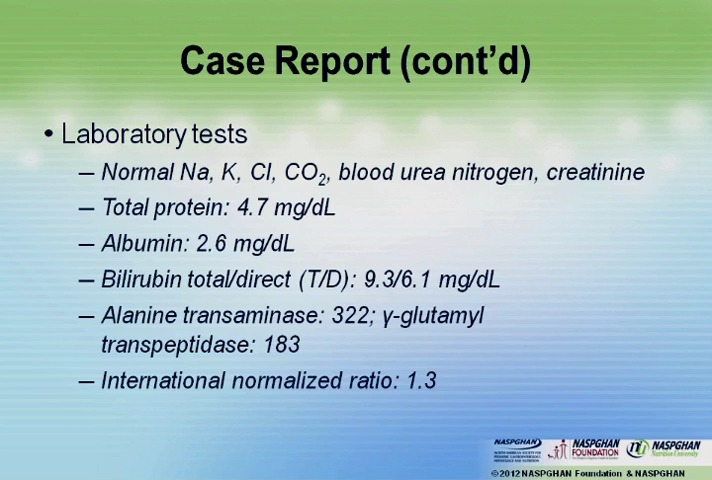 Case Report (cont’d)
• Laboratory tests
– Normal Na, K, Cl, CO₂, blood urea nitrogen, creatinine
– Total protein: 4.7 mg/dL
– Albumin: 2.6 mg/dL
– Bilirubin total/direct (T/D): 9.3/6.1 mg/dL
– Alanine transaminase: 322; γ-glutamyl
transpeptidase: 183
– International normalized ratio: 1.3
NASPGHAN
NASPGHAN
FOUNDATION
NASPGHAN
Nutrition University
©2012 NASPGHAN Foundation & NASPGHAN